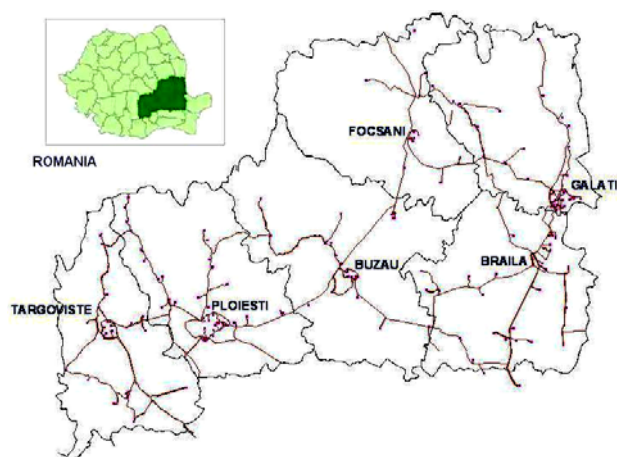 ROMANIA
FOCSANI
GALATI
BUZAU
BRAILA
PLOIESTI
TARGOVISTE